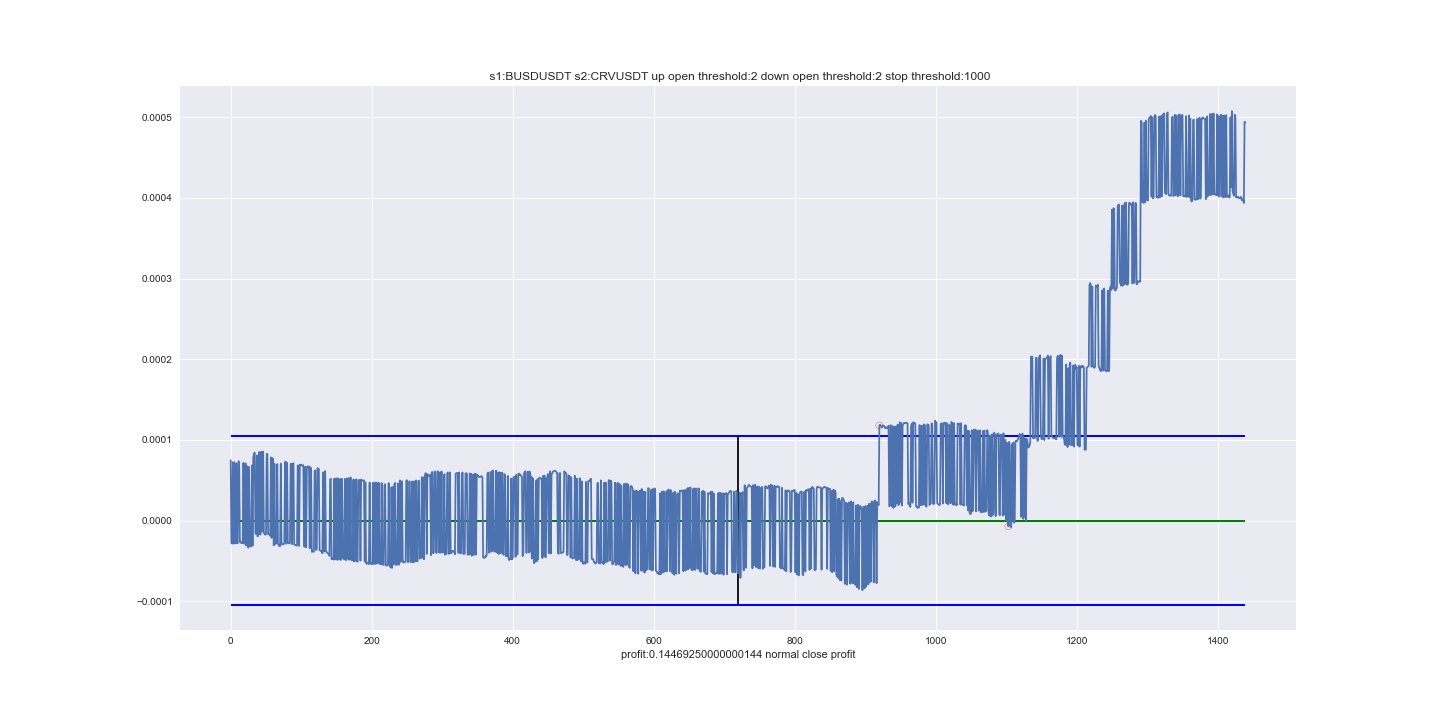 s1:BUSDUSDT s2:CRVUSDT up open threshold:2 down open threshold:2 stop threshold:1000
0.0005
0.0004
0.0003
0.0002
0.0001
0.0000
−0.0001
0 200 400 600 800 1000 1200 1400
profit:0.14469250000000144 normal close profit